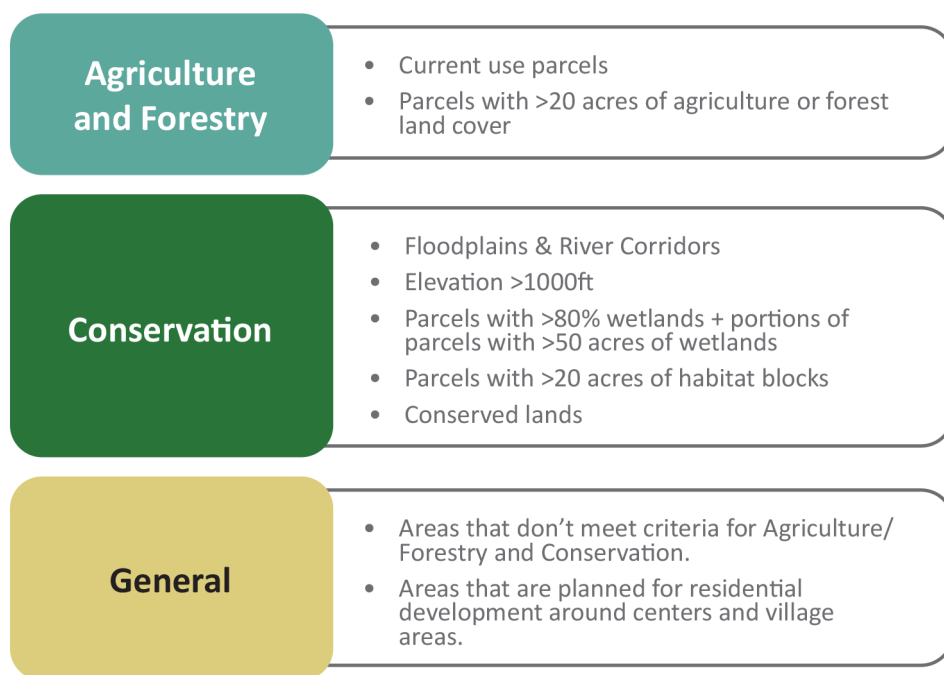 Agriculture
and Forestry
• Current use parcels
• Parcels with >20 acres of agriculture or forest
land cover
Conservation
• Floodplains & River Corridors
• Elevation >1000ft
• Parcels with >80% wetlands + portions of
parcels with >50 acres of wetlands
• Parcels with >20 acres of habitat blocks
• Conserved lands
General
• Areas that don’t meet criteria for Agriculture/
Forestry and Conservation.
• Areas that are planned for residential
development around centers and village
areas.